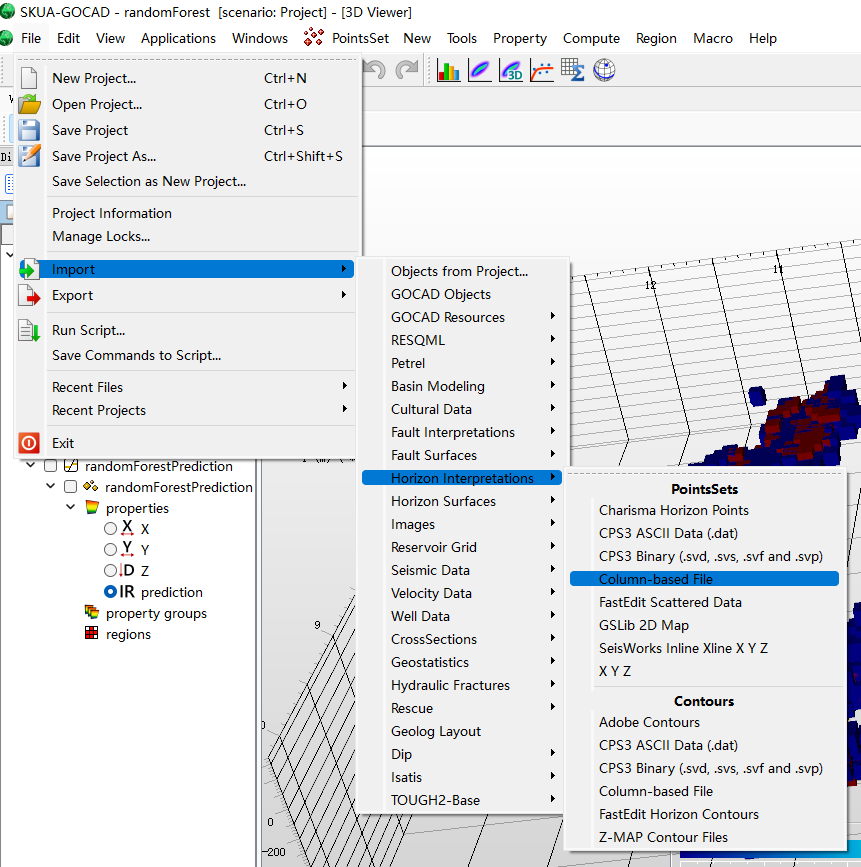 SKUA-GOCAD - randomForest [scenario: Project] - [3D Viewer]
File Edit View Applications Windows PointsSet New Tools Property Compute Region Macro Help
New Project... Ctrl+N
Open Project... Ctrl+O
Save Project Ctrl+S
Save Project As... Ctrl+Shift+S
Save Selection as New Project...
Project Information
Manage Locks...
Import
Export
Run Script...
Save Commands to Script...
Recent Files
Recent Projects
Exit
Di
randomForestPrediction
randomForestPrediction
properties
X X
Y Y
D Z
IR prediction
property groups
regions
Objects from Project...
GOCAD Objects
GOCAD Resources
RESQML
Petrel
Basin Modeling
Cultural Data
Fault Interpretations
Fault Surfaces
Horizon Interpretations
Horizon Surfaces
Images
Reservoir Grid
Seismic Data
Velocity Data
Well Data
CrossSections
Geostatistics
Hydraulic Fractures
Rescue
Geolog Layout
Dip
Isatis
TOUGH2-Base
PointsSets
Charisma Horizon Points
CPS3 ASCII Data (.dat)
CPS3 Binary (.svd, .svs, .svf and .svp)
Column-based File
FastEdit Scattered Data
GSLib 2D Map
SeisWorks Inline Xline X Y Z
X Y Z
Contours
Adobe Contours
CPS3 ASCII Data (.dat)
CPS3 Binary (.svd, .svs, .svf and .svp)
Column-based File
FastEdit Horizon Contours
Z-MAP Contour Files
3D
12
11
9
0
0
-200